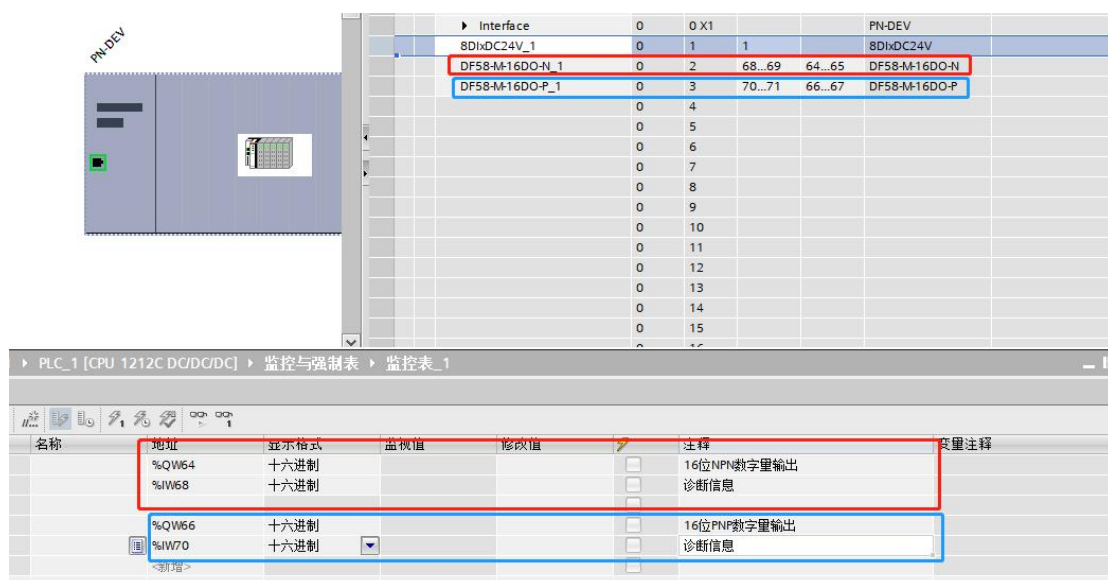 PN-DEV
Interface 0 0 X1 PN-DEV
8DIxDC24V_1 0 1 1 8DIxDC24V
DF58-M-16DO-N_1 0 2 68...69 64...65 DF58-M-16DO-N
DF58-M-16DO-P_1 0 3 70...71 66...67 DF58-M-16DO-P
0 4
0 5
0 6
0 7
0 8
0 9
0 10
0 11
0 12
0 13
0 14
0 15
PLC_1 [CPU 1212C DC/DC/DC] 监控与强制表 监控表_1
名称 地址 显示格式 监视值 修改值 注释 变量注释
%QW64 十六进制 16位NPN数字量输出
%IW68 十六进制 诊断信息
%QW66 十六进制 16位PNP数字量输出
%IW70 十六进制 诊断信息
<新增>